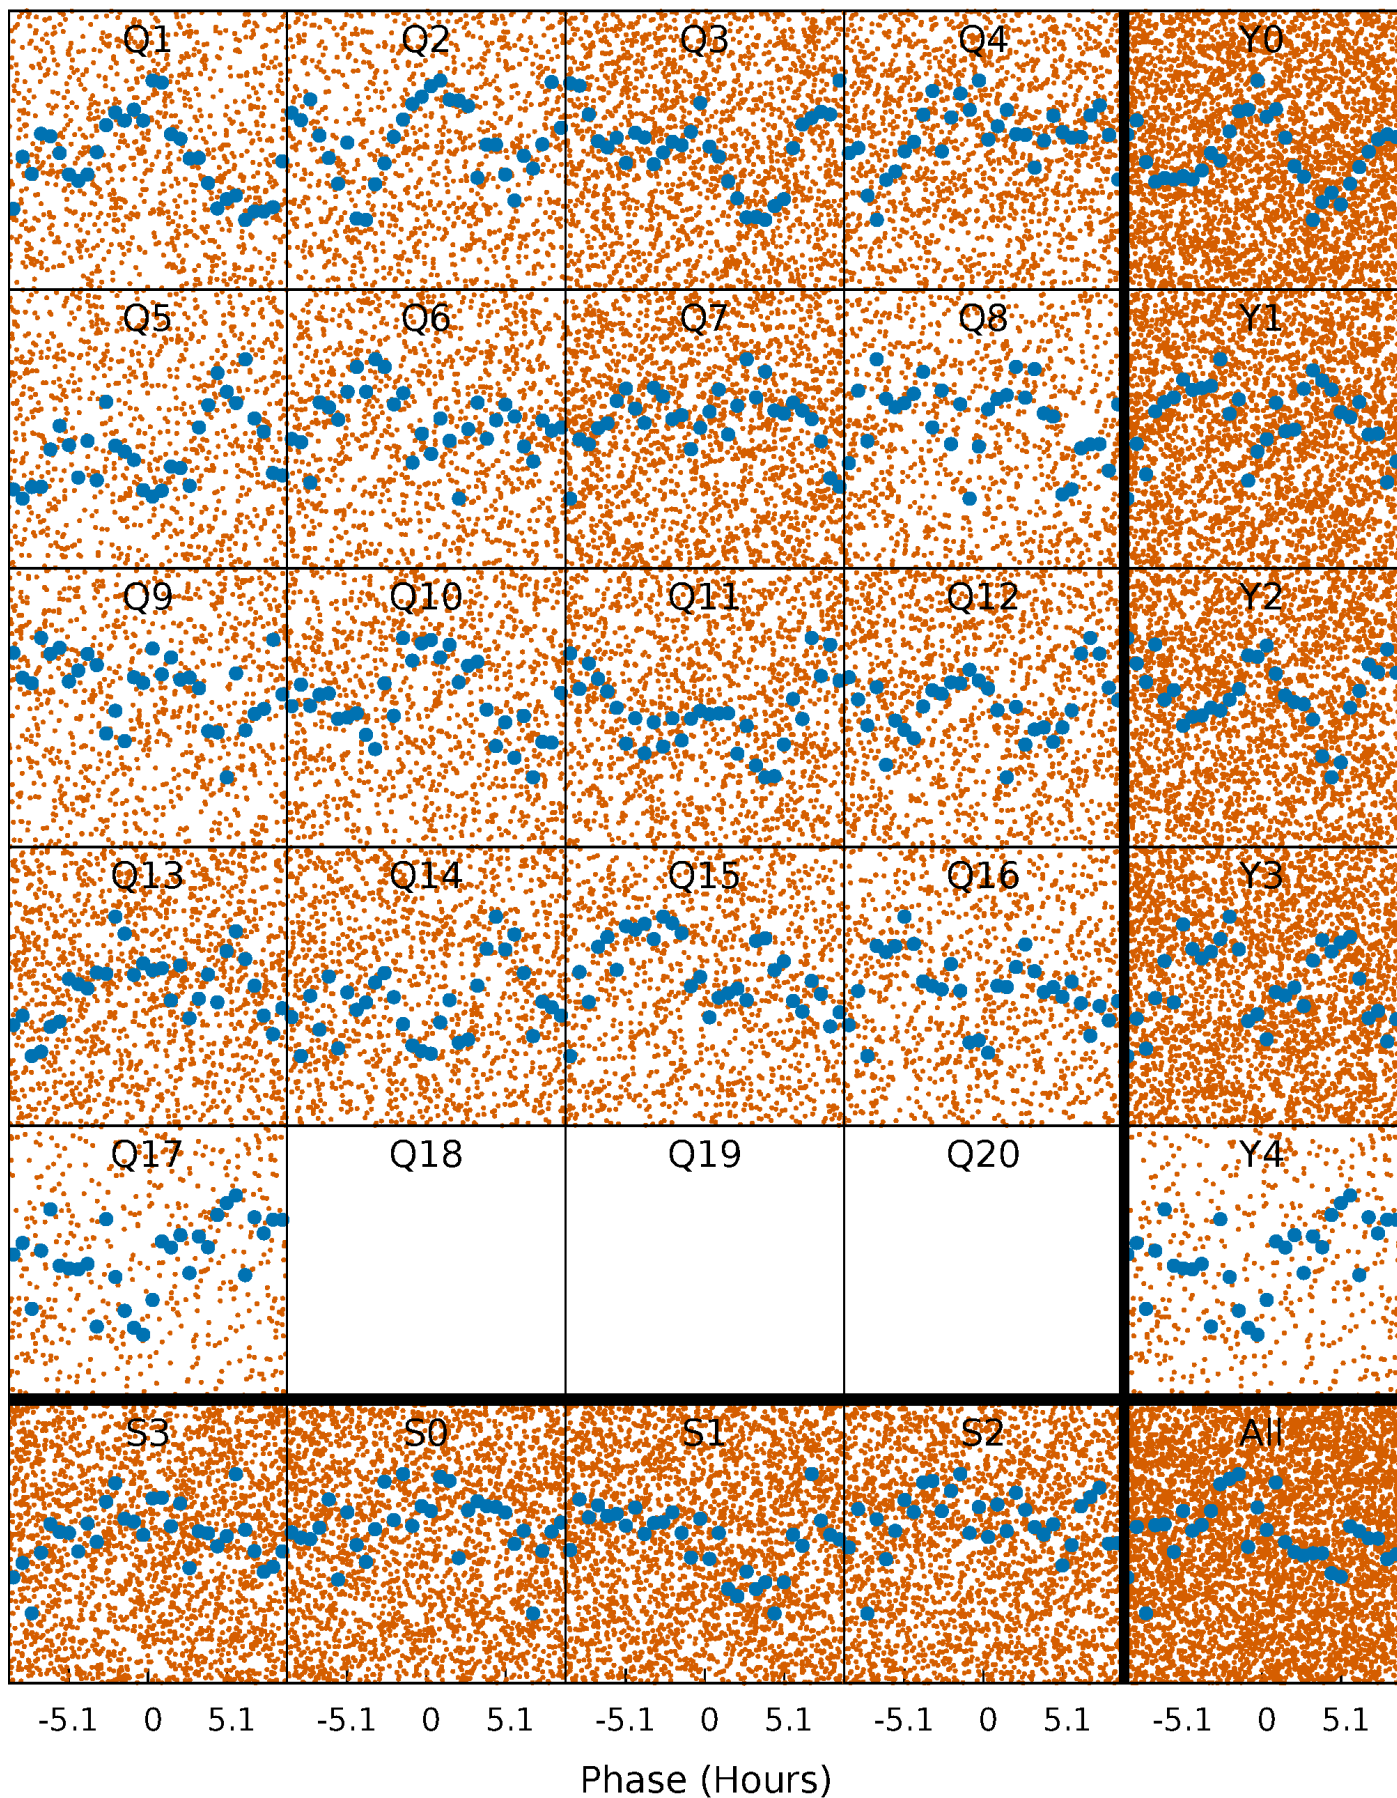 Q1 Q2 Q3 Q4 Y0
Q5 Q6 Q7 Q8 Y1
Q9 Q10 Q11 Q12 Y2
Q13 Q14 Q15 Q16 Y3
Q17 Q18 Q19 Q20 Y4
S3 S0 S1 S2 All
-5.1 0 5.1 -5.1 0 5.1 -5.1 0 5.1 -5.1 0 5.1 -5.1 0 5.1
Phase (Hours)